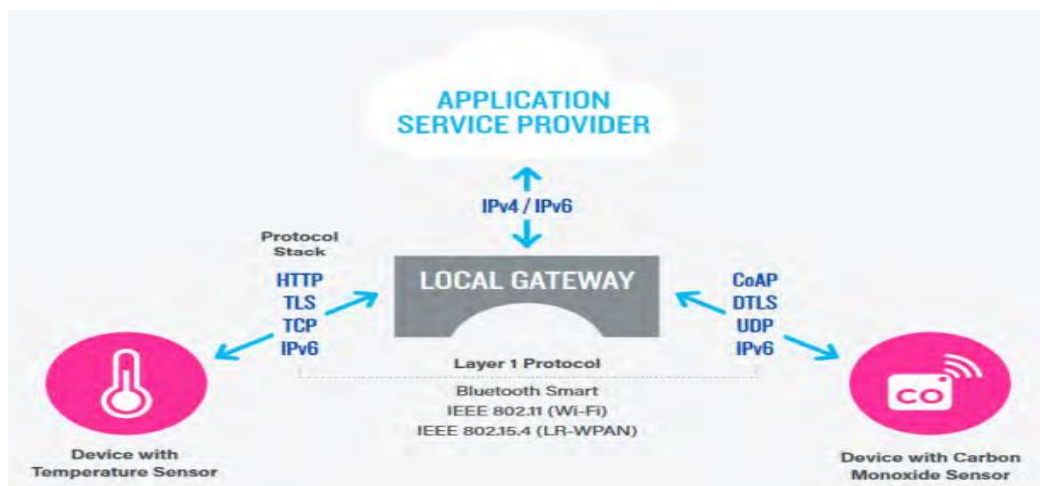 APPLICATION
SERVICE PROVIDER
IPv4 / IPv6
Protocol
Stack
HTTP
TLS
TCP
IPv6
LOCAL GATEWAY
CoAP
DTLS
UDP
IPv6
Layer 1 Protocol
Bluetooth Smart
IEEE 802.11 (Wi-Fi)
IEEE 802.15.4 (LR-WPAN)
CO
Device with
Temperature Sensor
Device with Carbon
Monoxide Sensor